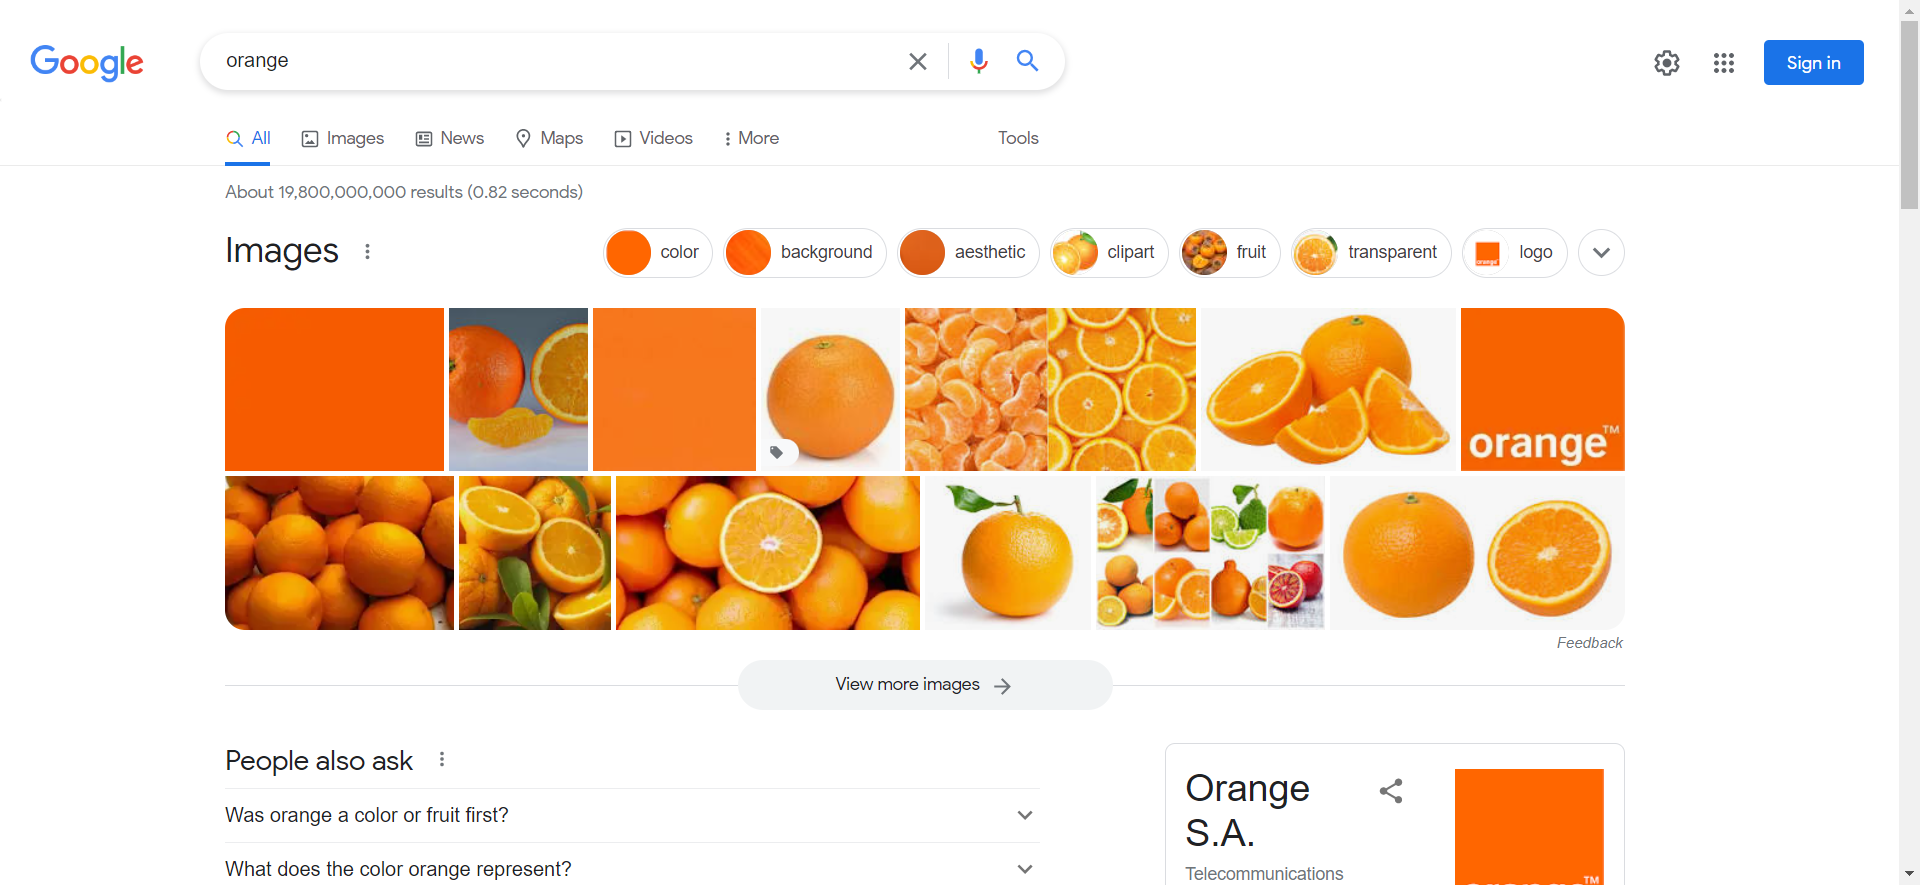 Google
orange
Sign in
All Images News Maps Videos More Tools
About 19,800,000,000 results (0.82 seconds)
Images
color background aesthetic clipart fruit transparent logo
orange™
Feedback
View more images
People also ask
Was orange a color or fruit first?
What does the color orange represent?
Orange
S.A.
Telecommunications